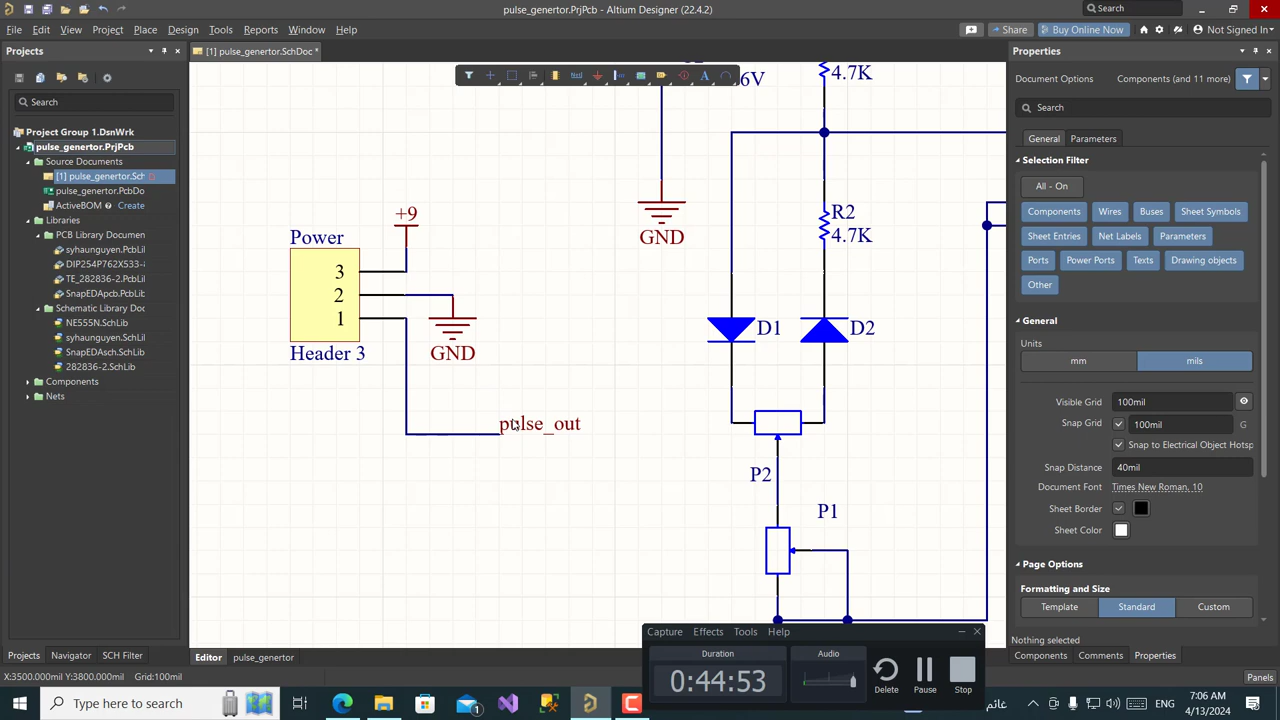 pulse_genertor.PrjPcb - Altium Designer (22.4.2)
Search
File Edit View Project Place Design Tools Reports Window Help
Share
Buy Online Now
Not Signed In
Projects
[1] pulse_genertor.SchDoc *
Properties
Document Options
Components (and 11 more)
Search
Search
General
Parameters
Project Group 1.DsnWrk
pulse_genertor.PrjPcb
Source Documents
[1] pulse_genertor.Sch
pulse_genertor.PcbDo
ActiveBOM
Create
Libraries
PCB Library Documen
syhaunguyen.PcbLi
DIP254P762X533-
TE_282836-2.PcbLi
SnapEDApcb.PcbLib
Schematic Library Doc
NE555N.SchLib
syhaunguyen.SchLib
SnapEDALib.SchLib
282836-2.SchLib
Components
Nets
6V
4.7K
+9
Power
3
2
1
Header 3
GND
GND
R2
4.7K
D1
D2
pulse_out
P2
P1
Selection Filter
All - On
Components
Wires
Buses
Sheet Symbols
Sheet Entries
Net Labels
Parameters
Ports
Power Ports
Texts
Drawing objects
Other
General
Units
mm
mils
Visible Grid
100mil
Snap Grid
100mil
G
Snap to Electrical Object Hotsp
Snap Distance
40mil
Document Font
Times New Roman, 10
Sheet Border
Sheet Color
Page Options
Formatting and Size
Template
Standard
Custom
Nothing selected
Capture Effects Tools Help
Duration
0:44:53
Audio
Delete
Pause
Stop
Projects
Navigator
SCH Filter
Editor
pulse_genertor
Components
Comments
Properties
X:3300.000mil Y:3800.000mil Grid:100mil
Panels
Type here to search
1
غائم
ENG
7:06 AM
4/13/2024